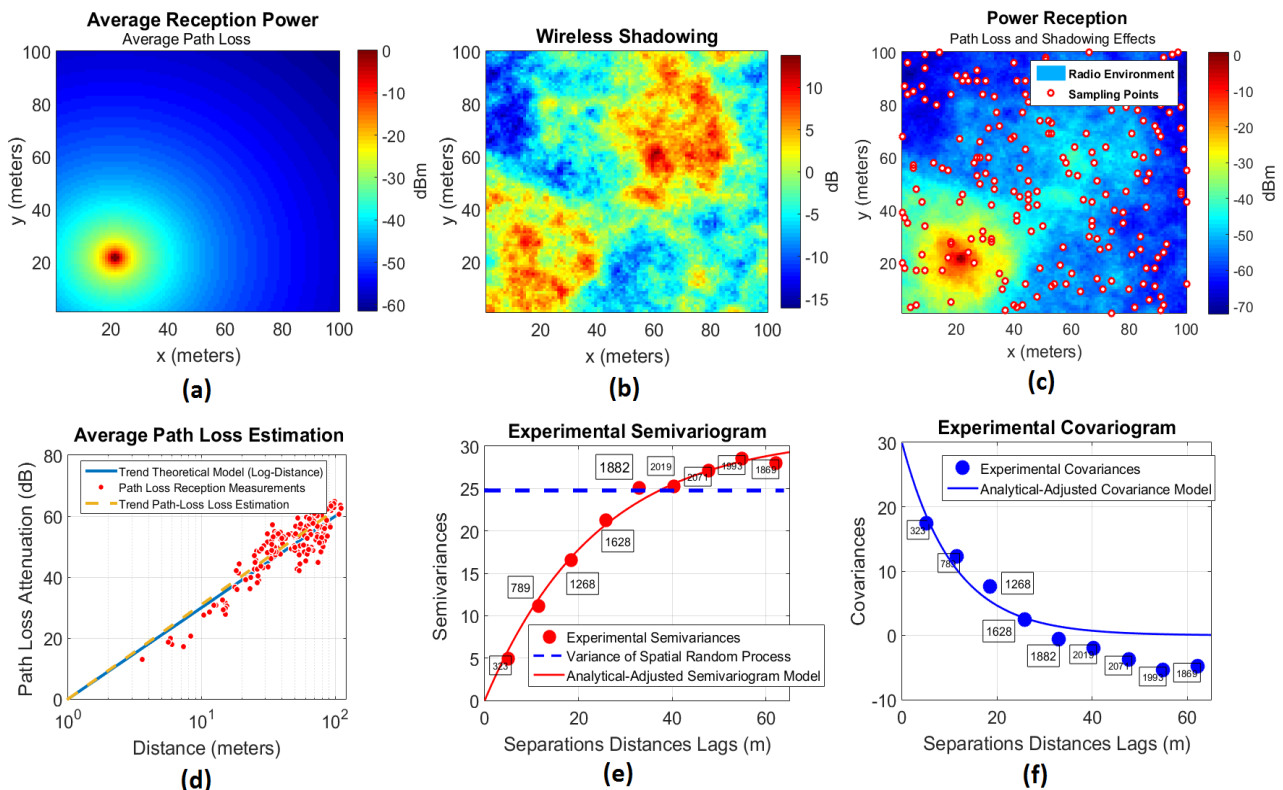 Average Reception Power
Average Path Loss
100
80
60
40
20
y (meters)
20 40 60 80 100
x (meters)
0
-10
-20
-30
-40
-50
-60
dBm
(a)
Wireless Shadowing
100
80
60
40
20
y (meters)
20 40 60 80 100
x (meters)
10
5
0
-5
-10
-15
dB
(b)
Power Reception
Path Loss and Shadowing Effects
Radio Environment
Sampling Points
100
80
60
40
20
y (meters)
20 40 60 80 100
x (meters)
0
-10
-20
-30
-40
-50
-60
-70
dBm
(c)
Average Path Loss Estimation
Trend Theoretical Model (Log-Distance)
Path Loss Reception Measurements
Trend Path-Loss Loss Estimation
80
60
40
20
0
Path Loss Attenuation (dB)
10^0 10^1 10^2
Distance (meters)
(d)
Experimental Semivariogram
30
25
20
15
10
5
0
Semivariances
323
789
1268
1628
1882
2019
2071
1993
1869
Experimental Semivariances
Variance of Spatial Random Process
Analytical-Adjusted Semivariogram Model
0 20 40 60
Separations Distances Lags (m)
(e)
Experimental Covariogram
Experimental Covariances
Analytical-Adjusted Covariance Model
30
20
10
0
-10
Covariances
323
789
1268
1628
1882
2019
2071
1993
1869
0 20 40 60
Separations Distances Lags (m)
(f)